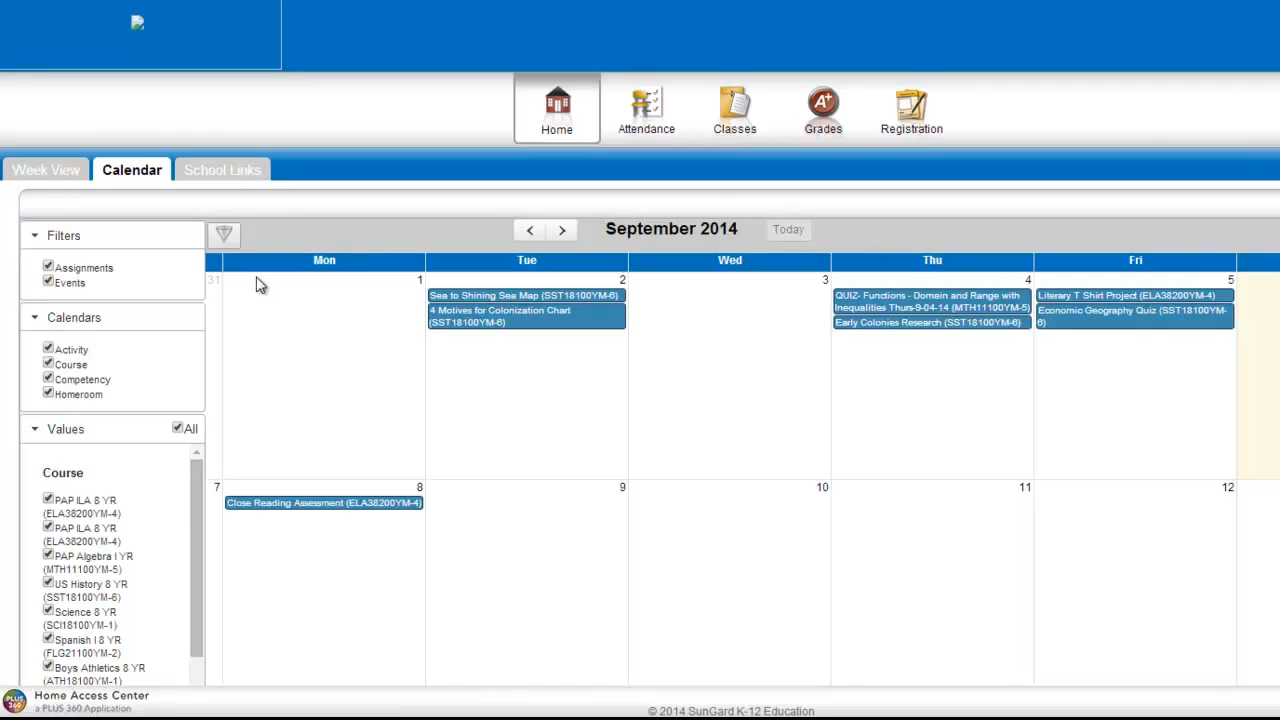 Home
Attendance
Classes
Grades
Registration
Week View
Calendar
School Links
Filters
Assignments
Events
Calendars
Activity
Course
Competency
Homeroom
Values
All
Course
PAP ILA 8 YR
(ELA38200YM-4)
PAP ILA 8 YR
(ELA38200YM-4)
PAP Algebra I YR
(MTH11100YM-5)
US History 8 YR
(SST18100YM-6)
Science 8 YR
(SCI18100YM-1)
Spanish I 8 YR
(FLG21100YM-2)
Boys Athletics 8 YR
(ATH18100YM-1)
September 2014
Today
Mon
Tue
Wed
Thu
Fri
31
1
2
3
4
5
Sea to Shining Sea Map (SST18100YM-6)
4 Motives for Colonization Chart
(SST18100YM-6)
QUIZ- Functions - Domain and Range with
Inequalities Thurs-9-04-14 (MTH11100YM-5)
Early Colonies Research (SST18100YM-6)
Literary T Shirt Project (ELA38200YM-4)
Economic Geography Quiz (SST18100YM-
6)
7
8
9
10
11
12
Close Reading Assessment (ELA38200YM-4)
PLUS
360
Home Access Center
a PLUS 360 Application
© 2014 SunGard K-12 Education